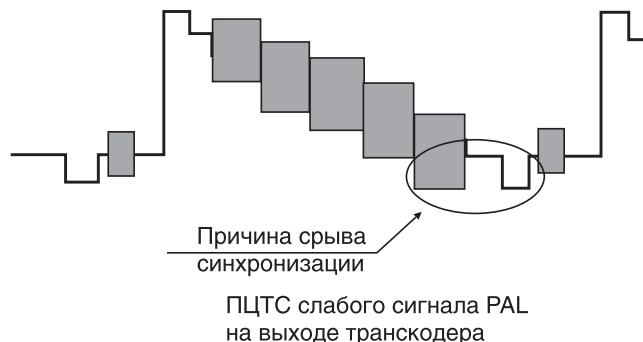 Причина срыва
синхронизации
ПЦТС слабого сигнала PAL
на выходе транскодера